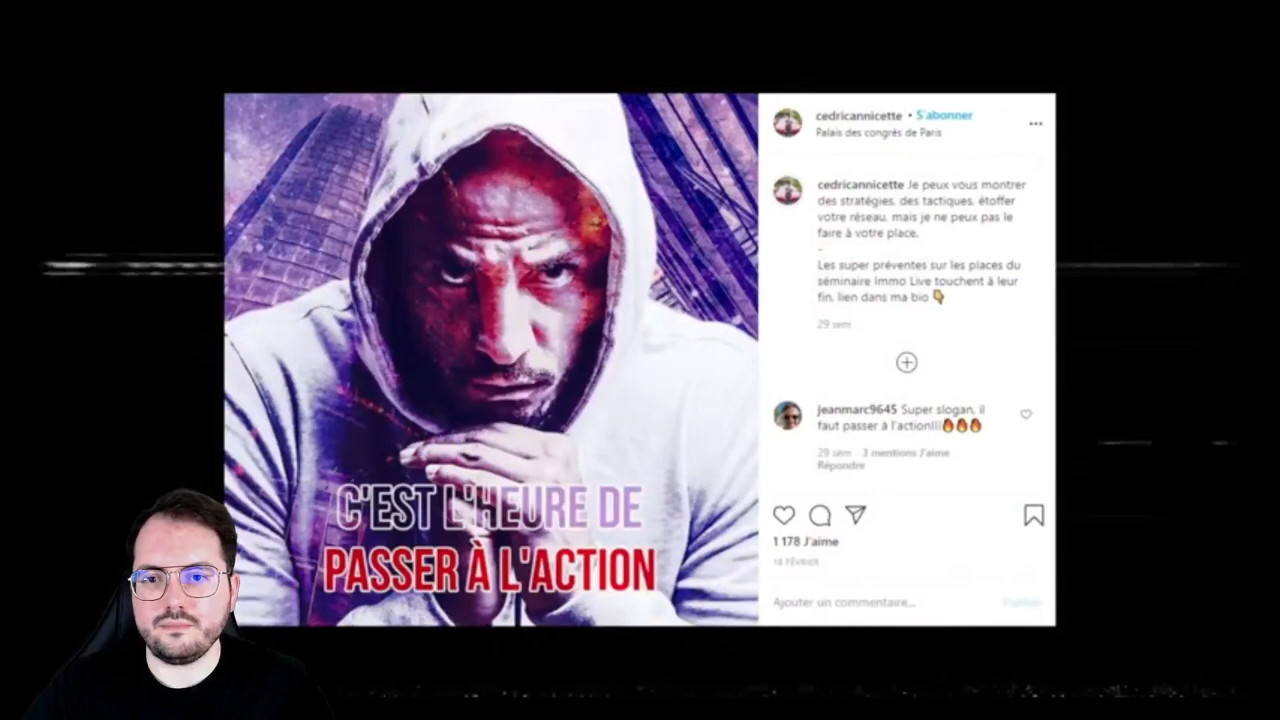 C'EST L'HEURE DE
PASSER À L'ACTION
cedricannicette • S'abonner
Palais des congrés de Paris
cedricannicette Je peux vous montrer
des stratégies, des tactiques, étoffer
votre réseau, mais je ne peux pas le
faire à votre place.
-
Les super préventes sur les places du
séminaire Immo Live touchent à leur
fin, lien dans ma bio 👇
29 sem
jeanmarc9645 Super slogan, il
faut passer à l'action!!!🔥🔥🔥
29 sem 3 mentions J'aime
Répondre
1 178 J'aime
18 FÉVRIER
Ajouter un commentaire...
Publier